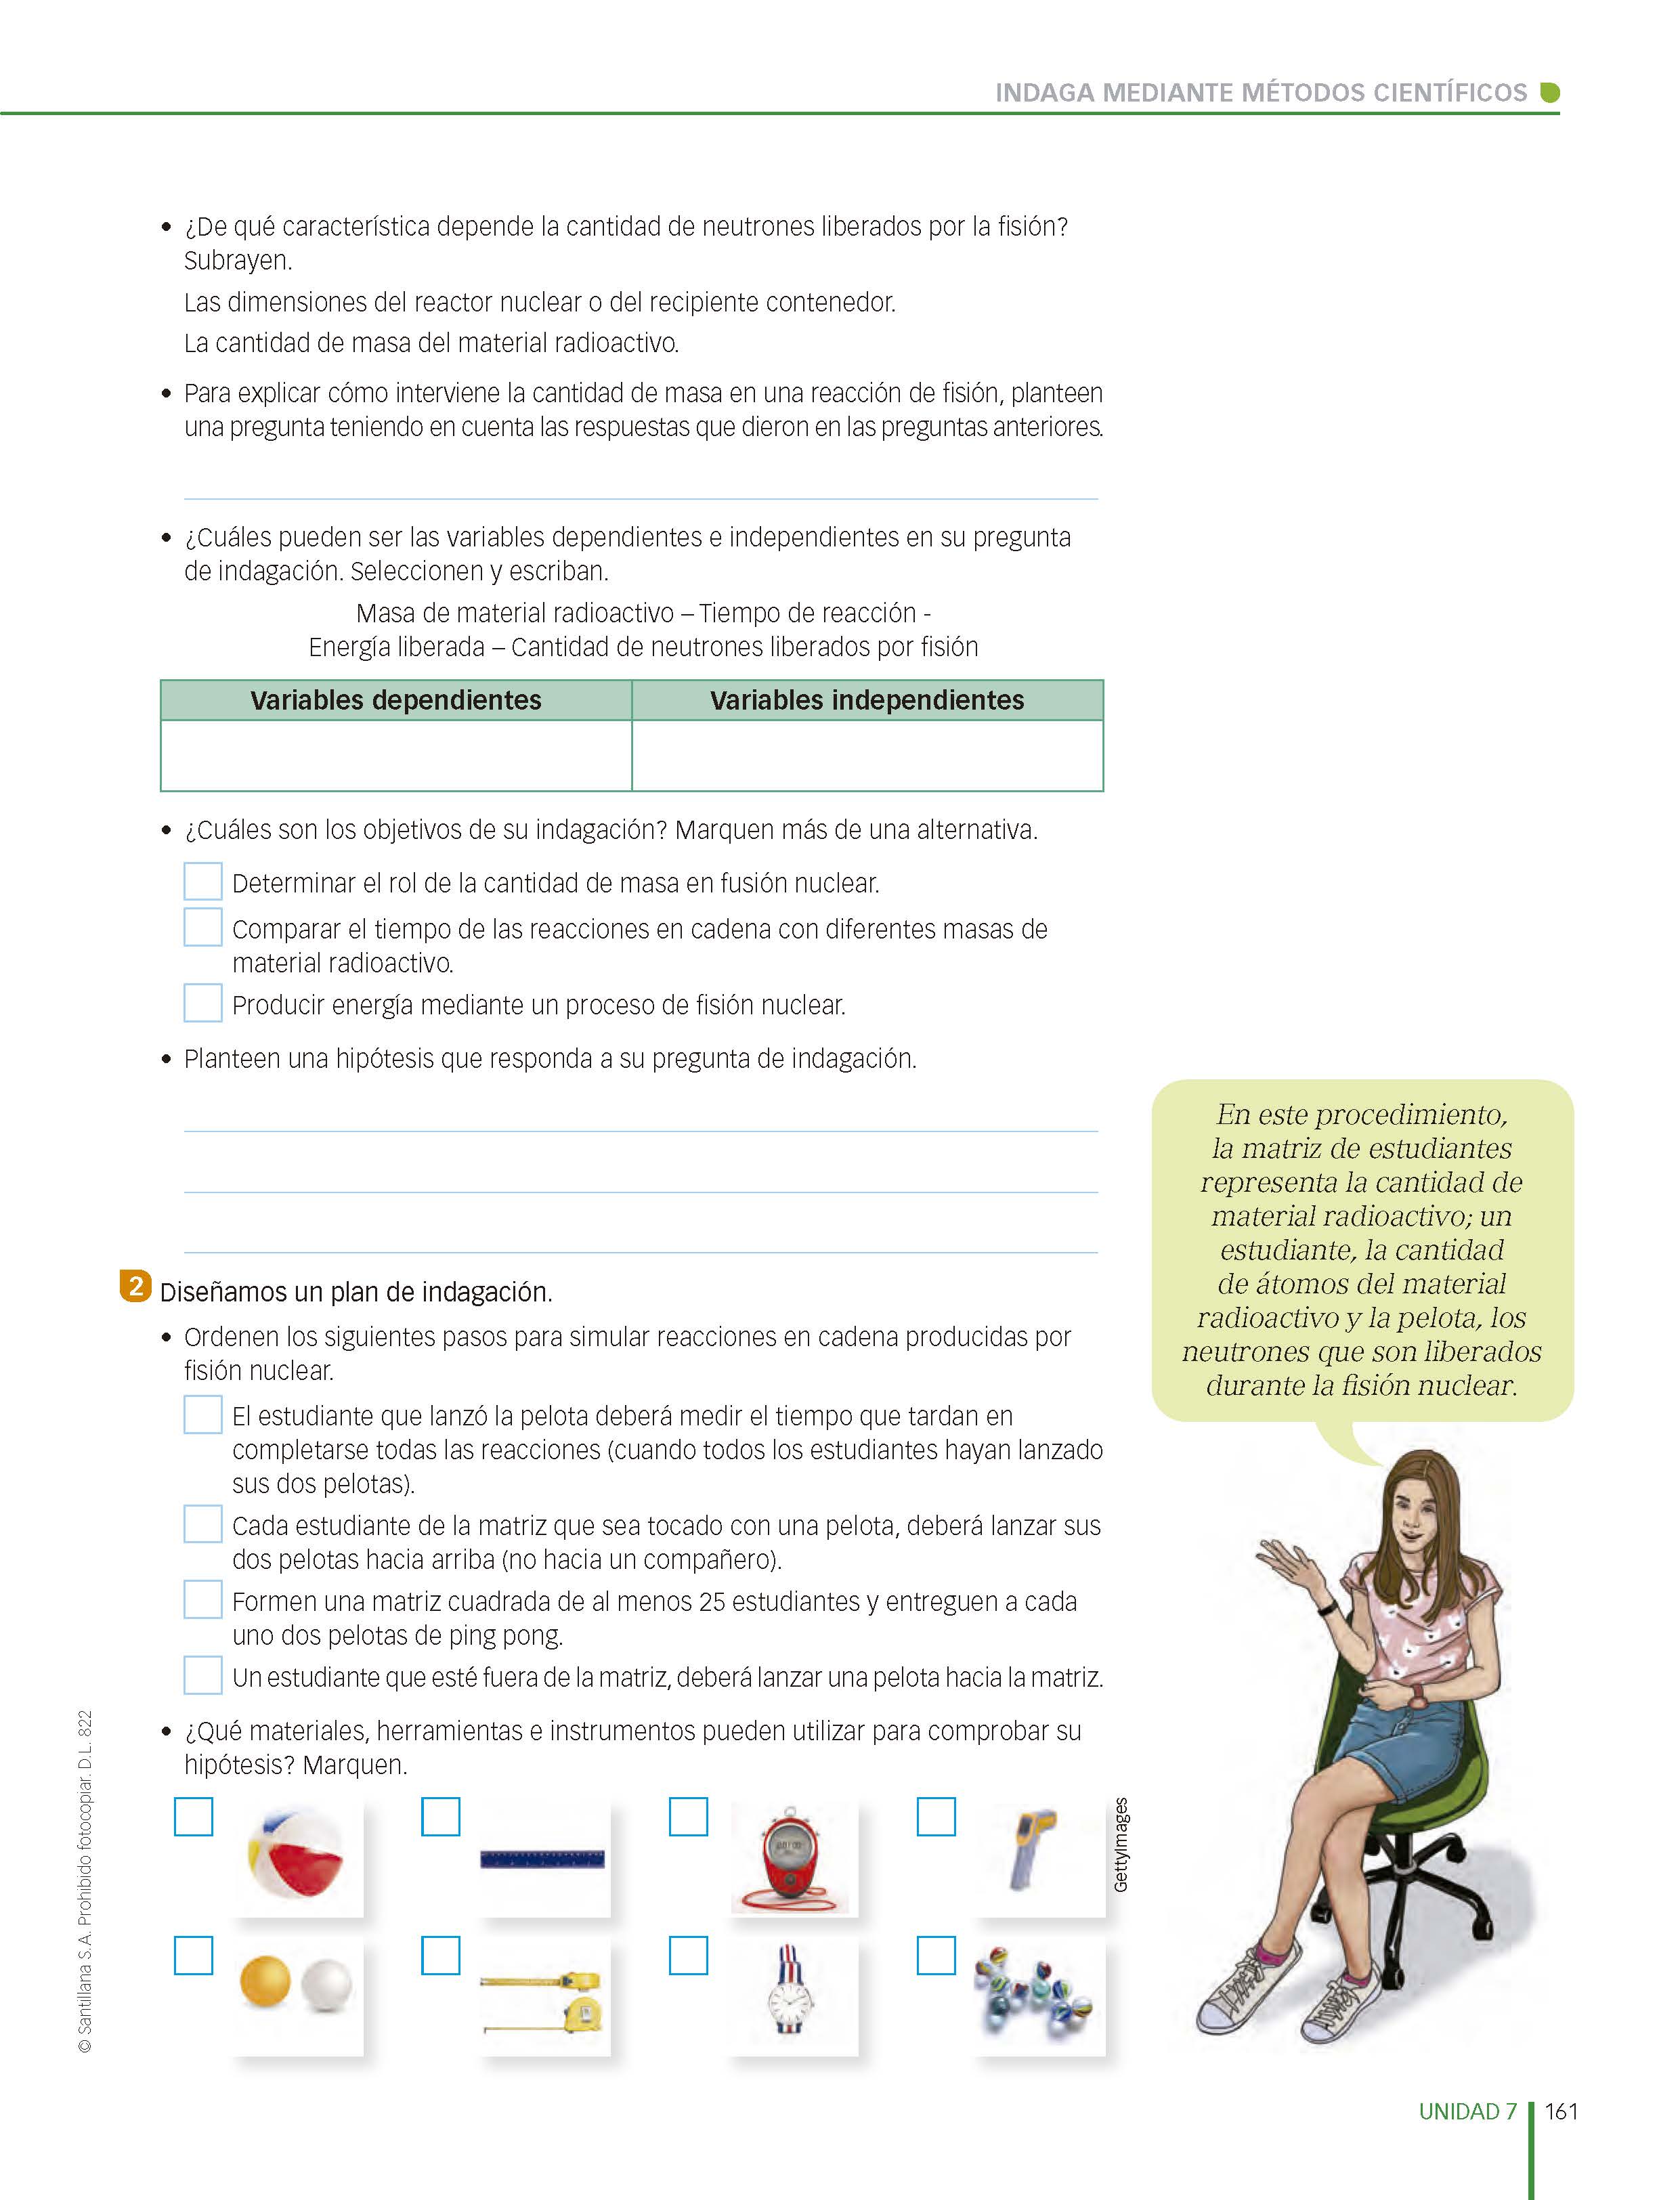 INDAGA MEDIANTE MÉTODOS CIENTÍFICOS
• ¿De qué característica depende la cantidad de neutrones liberados por la fisión?
Subrayen.
Las dimensiones del reactor nuclear o del recipiente contenedor.
La cantidad de masa del material radioactivo.
• Para explicar cómo interviene la cantidad de masa en una reacción de fisión, planteen
una pregunta teniendo en cuenta las respuestas que dieron en las preguntas anteriores.
• ¿Cuáles pueden ser las variables dependientes e independientes en su pregunta
de indagación. Seleccionen y escriban.
Masa de material radioactivo – Tiempo de reacción -
Energía liberada – Cantidad de neutrones liberados por fisión
Variables dependientes
Variables independientes
• ¿Cuáles son los objetivos de su indagación? Marquen más de una alternativa.
Determinar el rol de la cantidad de masa en fusión nuclear.
Comparar el tiempo de las reacciones en cadena con diferentes masas de
material radioactivo.
Producir energía mediante un proceso de fisión nuclear.
• Planteen una hipótesis que responda a su pregunta de indagación.
En este procedimiento,
la matriz de estudiantes
representa la cantidad de
material radioactivo; un
estudiante, la cantidad
de átomos del material
radioactivo y la pelota, los
neutrones que son liberados
durante la fisión nuclear.
2 Diseñamos un plan de indagación.
• Ordenen los siguientes pasos para simular reacciones en cadena producidas por
fisión nuclear.
El estudiante que lanzó la pelota deberá medir el tiempo que tardan en
completarse todas las reacciones (cuando todos los estudiantes hayan lanzado
sus dos pelotas).
Cada estudiante de la matriz que sea tocado con una pelota, deberá lanzar sus
dos pelotas hacia arriba (no hacia un compañero).
Formen una matriz cuadrada de al menos 25 estudiantes y entreguen a cada
uno dos pelotas de ping pong.
Un estudiante que esté fuera de la matriz, deberá lanzar una pelota hacia la matriz.
• ¿Qué materiales, herramientas e instrumentos pueden utilizar para comprobar su
hipótesis? Marquen.
GettyImages
© Santillana S.A. Prohibido fotocopiar. D.L. 822
UNIDAD 7
161